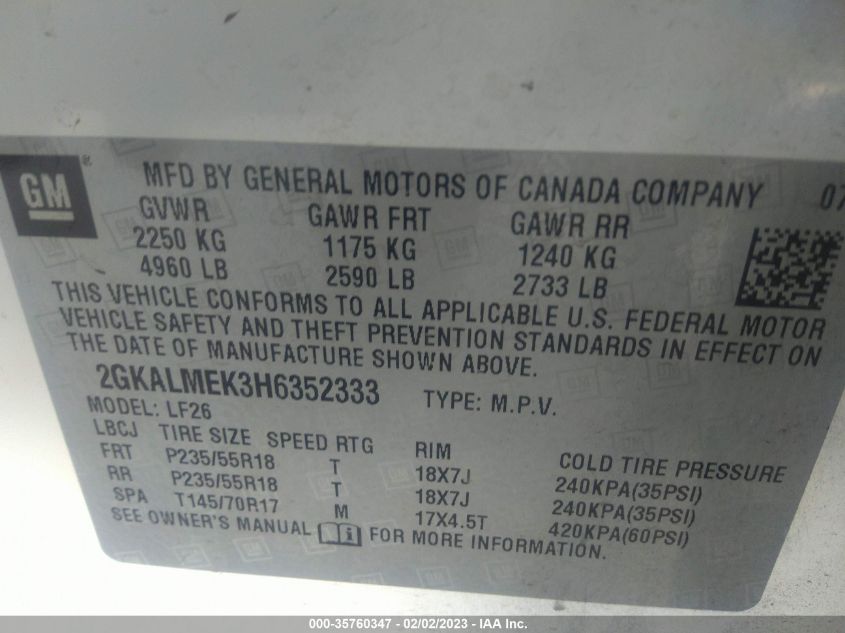 GM ® MFD BY GENERAL MOTORS OF CANADA COMPANY 07
GVWR GAWR FRT GAWR RR
2250 KG 1175 KG 1240 KG
4960 LB 2590 LB 2733 LB
THIS VEHICLE CONFORMS TO ALL APPLICABLE U.S. FEDERAL MOTOR
VEHICLE SAFETY AND THEFT PREVENTION STANDARDS IN EFFECT ON
THE DATE OF MANUFACTURE SHOWN ABOVE.
2GKALMEK3H6352333 TYPE: M.P.V.
MODEL: LF26
LBCJ TIRE SIZE SPEED RTG RIM COLD TIRE PRESSURE
FRT P235/55R18 T 18X7J 240KPA(35PSI)
RR P235/55R18 T 18X7J 240KPA(35PSI)
SPA T145/70R17 M 17X4.5T 420KPA(60PSI)
SEE OWNER'S MANUAL FOR MORE INFORMATION.
000-35760347 - 02/02/2023 - IAA Inc.